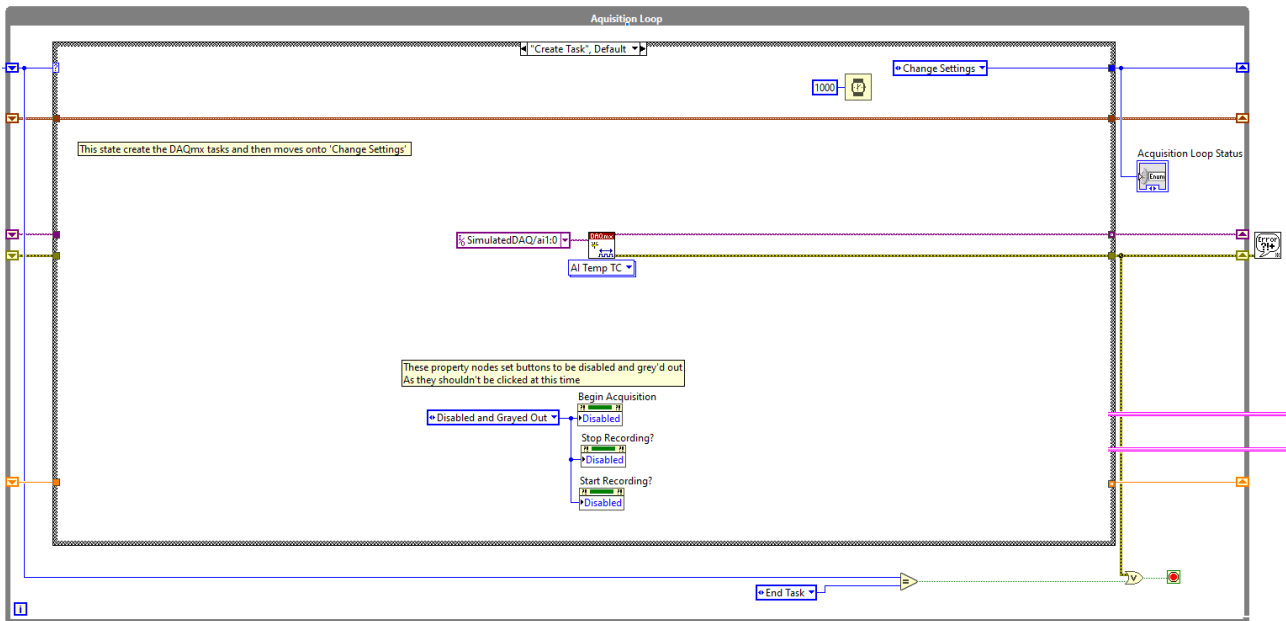 Aquisition Loop
"Create Task", Default
Change Settings
1000
This state create the DAQmx tasks and then moves onto 'Change Settings'
Acquisition Loop Status
Enum
SimulatedDAQ/ai1:0
DAQmx
AI Temp TC
Error
?!+
These property nodes set buttons to be disabled and grey'd out
As they shouldn't be clicked at this time
Begin Acquisition
Disabled and Grayed Out
Disabled
Stop Recording?
Disabled
Start Recording?
Disabled
End Task
=
V
i